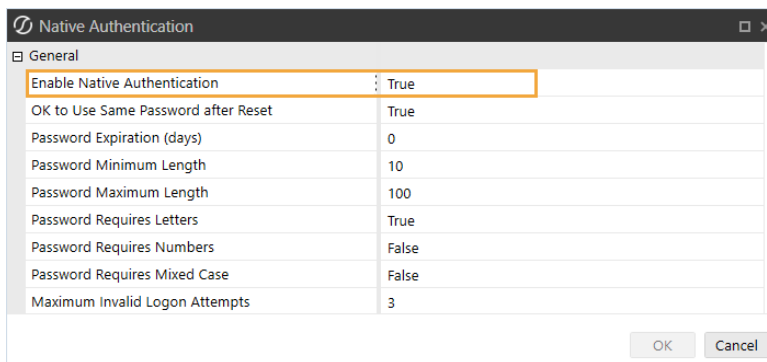 Native Authentication
General
Enable Native Authentication True
OK to Use Same Password after Reset True
Password Expiration (days) 0
Password Minimum Length 10
Password Maximum Length 100
Password Requires Letters True
Password Requires Numbers False
Password Requires Mixed Case False
Maximum Invalid Logon Attempts 3
OK Cancel